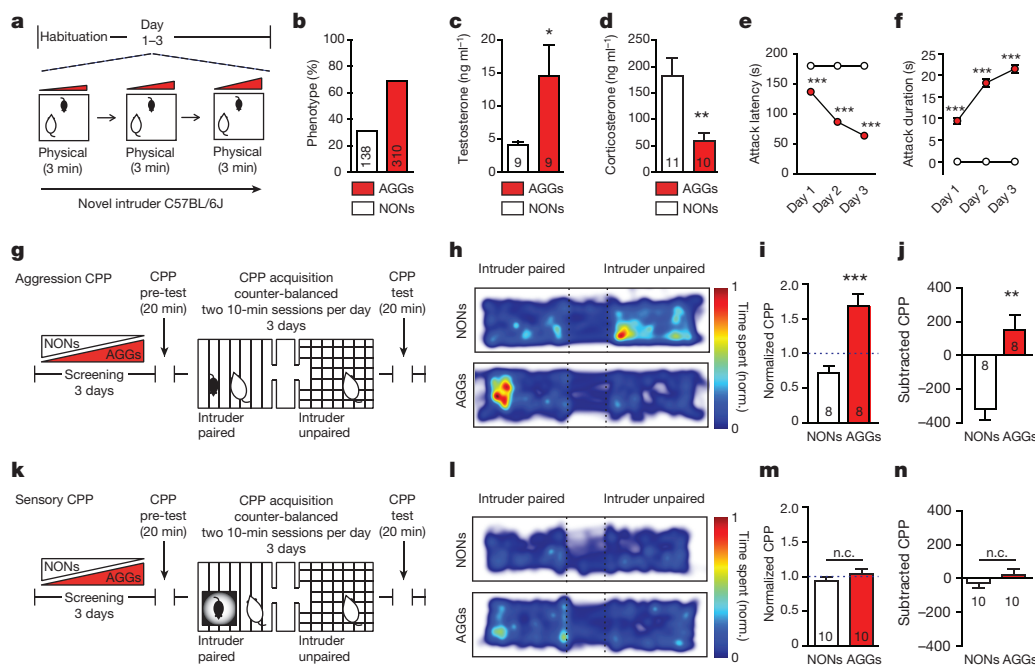 a
Habituation
Day
1–3
Physical
(3 min)
Physical
(3 min)
Physical
(3 min)
Novel intruder C57BL/6J
b
Phenotype (%)
100
80
60
40
20
0
138
310
AGGs
NONs
c
Testosterone (ng ml⁻¹)
20
15
10
5
0
*
9
9
AGGs
NONs
d
Corticosterone (ng ml⁻¹)
250
200
150
100
50
0
**
11
10
e
Attack latency (s)
200
160
120
80
40
0
***
***
***
Day 1
Day 2
Day 3
f
Attack duration (s)
25
20
15
10
5
0
***
***
***
Day 1
Day 2
Day 3
g
Aggression CPP
NONs
AGGs
Screening
3 days
CPP
pre-test
(20 min)
CPP acquisition
counter-balanced
two 10-min sessions per day
3 days
CPP
test
(20 min)
Intruder
paired
Intruder
unpaired
h
Intruder paired
Intruder unpaired
NONs
AGGs
1
0
Time spent (norm.)
i
Normalized CPP
2.0
1.5
1.0
0.5
0
***
8
8
NONs AGGs
j
Subtracted CPP
400
200
0
−200
−400
**
8
8
NONs AGGs
k
Sensory CPP
NONs
AGGs
Screening
3 days
CPP
pre-test
(20 min)
CPP acquisition
counter-balanced
two 10-min sessions per day
3 days
CPP
test
(20 min)
Intruder
paired
Intruder
unpaired
l
Intruder paired
Intruder unpaired
NONs
AGGs
1
0
Time spent (norm.)
m
Normalized CPP
2.0
1.5
1.0
0.5
0
n.c.
10
10
NONs AGGs
n
Subtracted CPP
400
200
0
−200
−400
n.c.
10
10
NONs AGGs